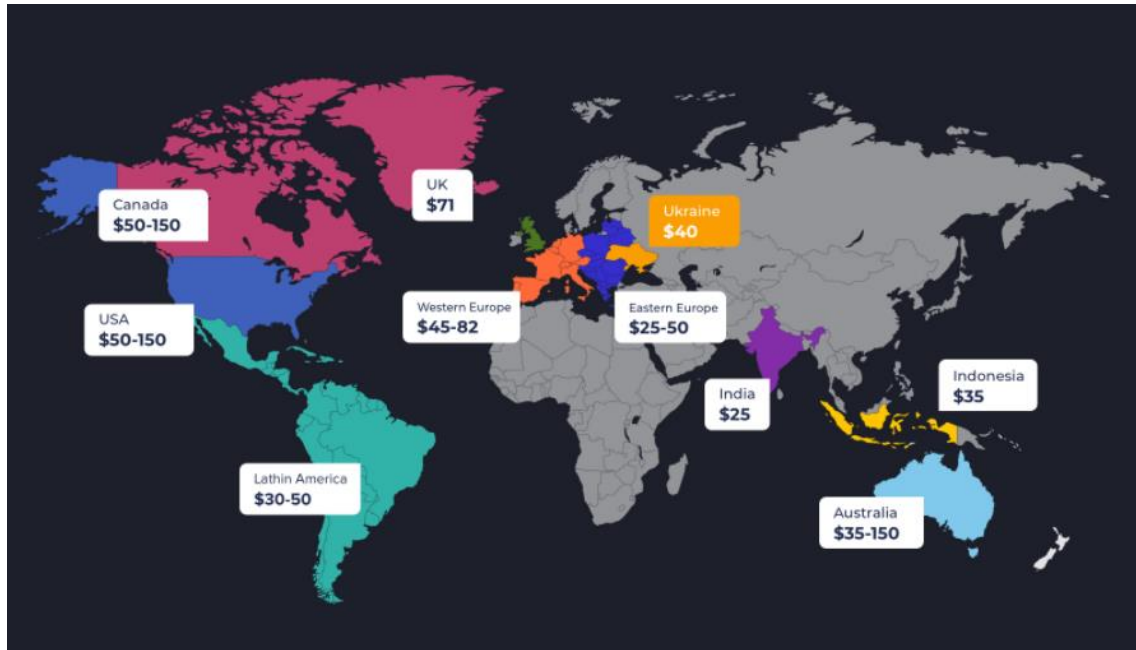 UK
$71
Canada
$50-150
Ukraine
$40
USA
$50-150
Western Europe
$45-82
Eastern Europe
$25-50
India
$25
Indonesia
$35
Lathin America
$30-50
Australia
$35-150